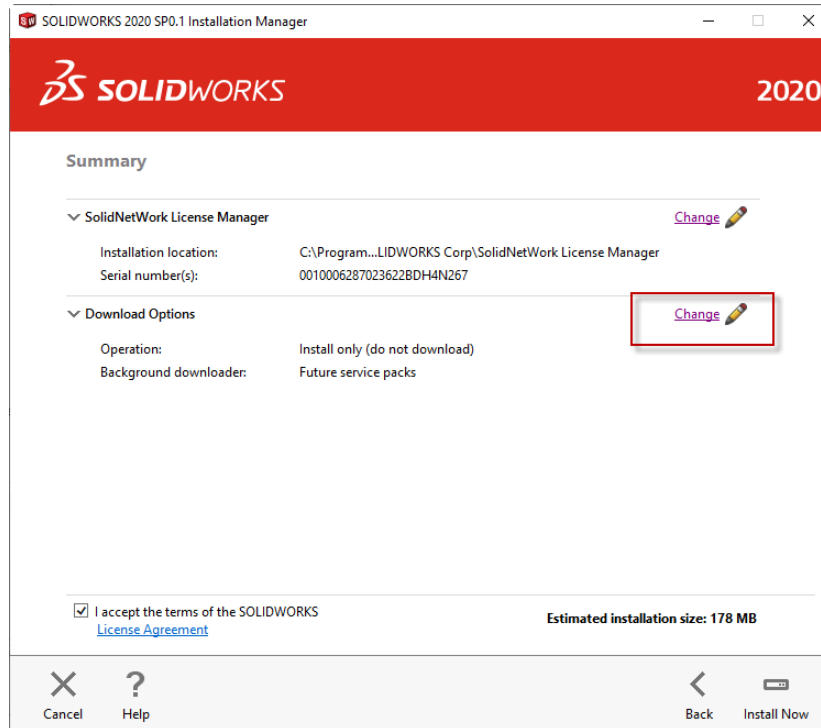 SOLIDWORKS 2020 SP0.1 Installation Manager
SOLIDWORKS 2020
Summary
SolidNetWork License Manager Change
Installation location: C:\Program...LIDWORKS Corp\SolidNetWork License Manager
Serial number(s): 0010006287023622BDH4N267
Download Options Change
Operation: Install only (do not download)
Background downloader: Future service packs
I accept the terms of the SOLIDWORKS
License Agreement
Estimated installation size: 178 MB
Cancel Help Back Install Now